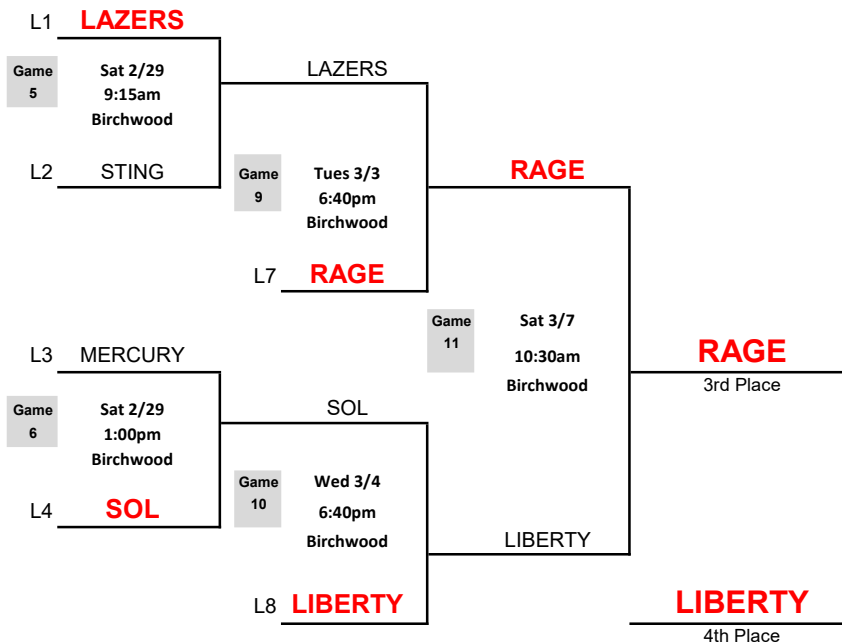 L1 LAZERS
Game 5
Sat 2/29
9:15am
Birchwood
LAZERS
L2 STING
Game 9
Tues 3/3
6:40pm
Birchwood
RAGE
L7 RAGE
Game 11
Sat 3/7
10:30am
Birchwood
RAGE
3rd Place
L3 MERCURY
Game 6
Sat 2/29
1:00pm
Birchwood
SOL
L4 SOL
Game 10
Wed 3/4
6:40pm
Birchwood
LIBERTY
L8 LIBERTY
LIBERTY
4th Place